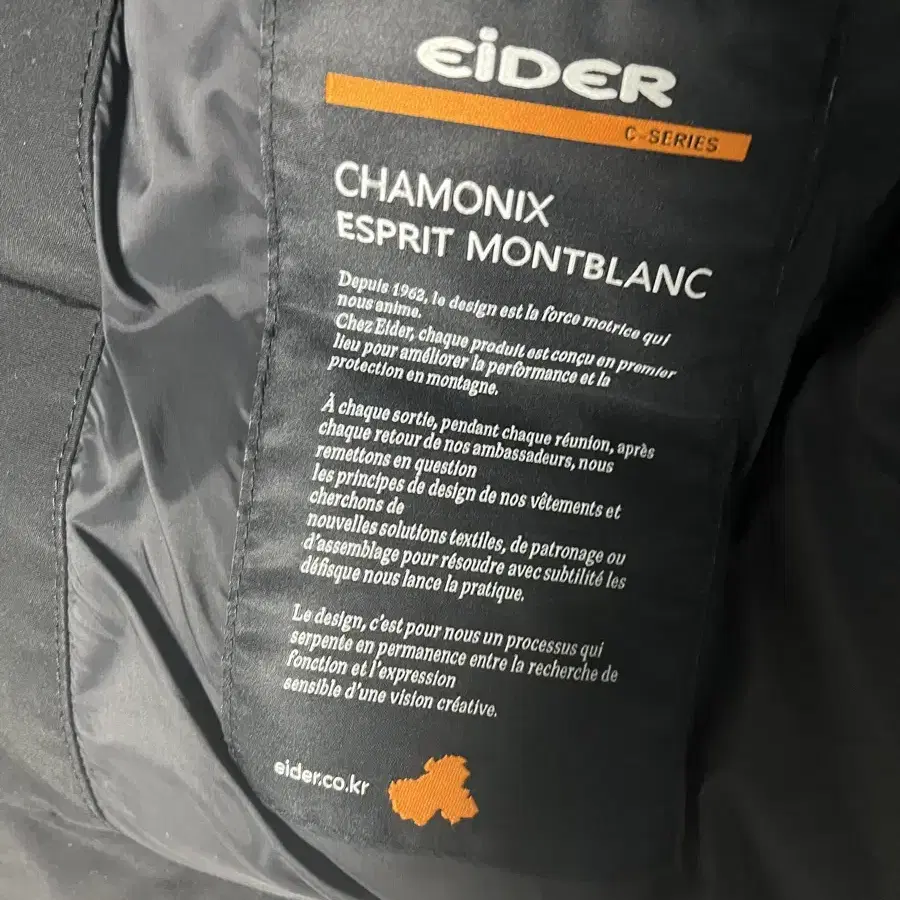 eiDER
C-SERIES
CHAMONIX
ESPRIT MONTBLANC
Depuis 1962, le design est la force motrice qui
nous anime.
Chez Eider, chaque produit est conçu en premier
lieu pour améliorer la performance et la
protection en montagne.
À chaque sortie, pendant chaque réunion, après
chaque retour de nos ambassadeurs, nous
remettons en question
les principes de design de nos vêtements et
cherchons de
nouvelles solutions textiles, de patronage ou
d'assemblage pour résoudre avec subtilité les
défisque nous lance la pratique.
Le design, c'est pour nous un processus qui
serpente en permanence entre la recherche de
fonction et l'expression
sensible d'une vision créative.
eider.co.kr